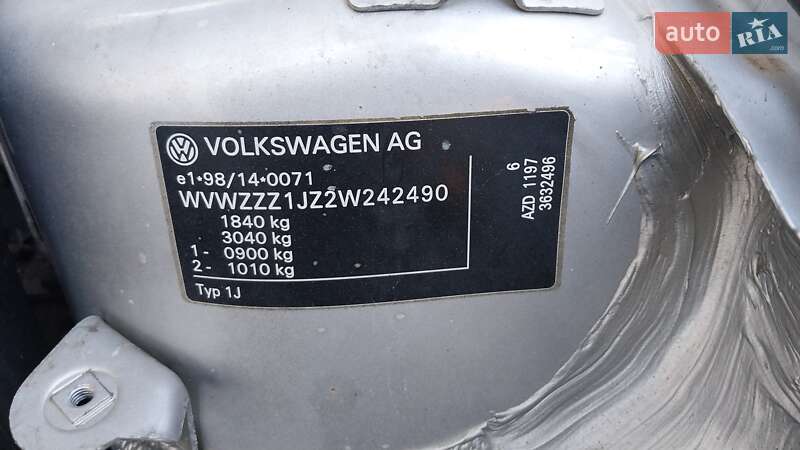 auto RIA
.com
VOLKSWAGEN AG
e1*98/14*0071
WVWZZZ1JZ2W242490
1840 kg
3040 kg
1- 0900 kg
2- 1010 kg
Typ 1J
6
AZD 1197
3632496